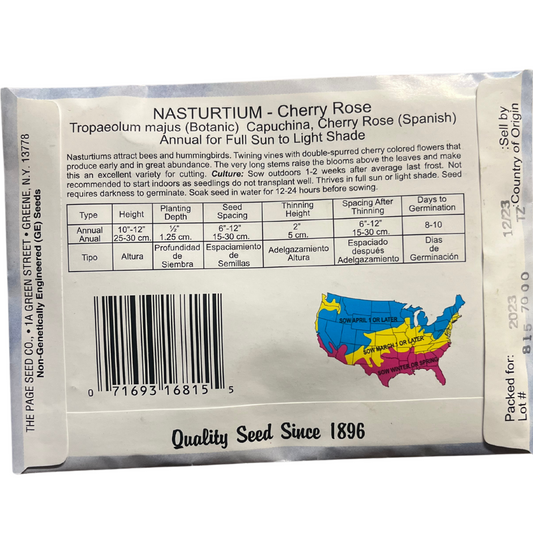 NASTURTIUM - Cherry Rose
Tropaeolum majus (Botanic) Capuchina, Cherry Rose (Spanish)
Annual for Full Sun to Light Shade
Nasturtiums attract bees and hummingbirds. Twining vines with double-spurred cherry colored flowers that
produce early and in great abundance. The very long stems raise the blooms above the leaves and make
this an excellent variety for cutting. Culture: Sow outdoors 1-2 weeks after average last frost. Not
recommended to start indoors as seedlings do not transplant well. Thrives in full sun or light shade. Seed
requires darkness to germinate. Soak seed in water for 12-24 hours before sowing.
Type Height Planting Depth Seed Spacing Thinning Height Spacing After Thinning Days to Germination
Annual 10"-12" ½" 6"-12" 2" 6"-12" 8-10
Anual 25-30 cm. 1.25 cm. 15-30 cm. 5 cm. 15-30 cm.
Tipo Altura Profundidad de Siembra Espaciamiento de Semillas Adelgazamiento Altura Espaciado después Adelgazamiento Dias de Germinación
SOW APRIL 1 OR LATER
SOW MARCH 1 OR LATER
SOW WINTER OR SPRING
0 71693 16815 5
Quality Seed Since 1896
THE PAGE SEED CO., • 1A GREEN STREET • GREENE, N.Y. 13778
Non-Genetically Engineered (GE) Seeds
Packed for: 2023 12/23 :Sell by
Lot # 815 7000 TZ Country of Origin